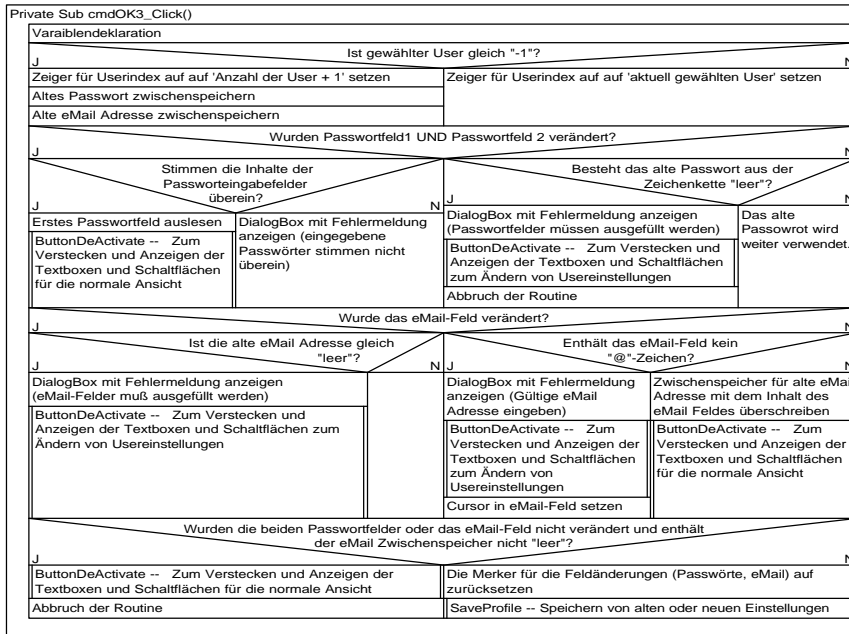 Private Sub cmdOK3_Click()
Varaiblendeklaration
Ist gewählter User gleich "-1"?
J
N
Zeiger für Userindex auf auf 'Anzahl der User + 1' setzen
Altes Passwort zwischenspeichern
Alte eMail Adresse zwischenspeichern
Zeiger für Userindex auf auf 'aktuell gewählten User' setzen
Wurden Passwortfeld1 UND Passwortfeld 2 verändert?
J
N
Stimmen die Inhalte der
Passworteingabefelder
überein?
J
N
Erstes Passwortfeld auslesen
ButtonDeActivate -- Zum
Verstecken und Anzeigen der
Textboxen und Schaltflächen
für die normale Ansicht
DialogBox mit Fehlermeldung
anzeigen (eingegebene
Passwörter stimmen nicht
überein)
Besteht das alte Passwort aus der
Zeichenkette "leer"?
J
N
DialogBox mit Fehlermeldung anzeigen
(Passwortfelder müssen ausgefüllt werden)
ButtonDeActivate -- Zum Verstecken und
Anzeigen der Textboxen und Schaltflächen
zum Ändern von Usereinstellungen
Abbruch der Routine
Das alte
Passowrot wird
weiter verwendet.
Wurde das eMail-Feld verändert?
J
N
Ist die alte eMail Adresse gleich
"leer"?
J
N
DialogBox mit Fehlermeldung anzeigen
(eMail-Felder muß ausgefüllt werden)
ButtonDeActivate -- Zum Verstecken und
Anzeigen der Textboxen und Schaltflächen zum
Ändern von Usereinstellungen
Enthält das eMail-Feld kein
"@"-Zeichen?
J
N
DialogBox mit Fehlermeldung
anzeigen (Gültige eMail
Adresse eingeben)
ButtonDeActivate -- Zum
Verstecken und Anzeigen der
Textboxen und Schaltflächen
zum Ändern von
Usereinstellungen
Cursor in eMail-Feld setzen
Zwischenspeicher für alte eMai
Adresse mit dem Inhalt des
eMail Feldes überschreiben
ButtonDeActivate -- Zum
Verstecken und Anzeigen der
Textboxen und Schaltflächen
für die normale Ansicht
Wurden die beiden Passwortfelder oder das eMail-Feld nicht verändert und enthält
der eMail Zwischenspeicher nicht "leer"?
J
N
ButtonDeActivate -- Zum Verstecken und Anzeigen der
Textboxen und Schaltflächen für die normale Ansicht
Abbruch der Routine
Die Merker für die Feldänderungen (Passwörte, eMail) auf
zurücksetzen
SaveProfile -- Speichern von alten oder neuen Einstellungen